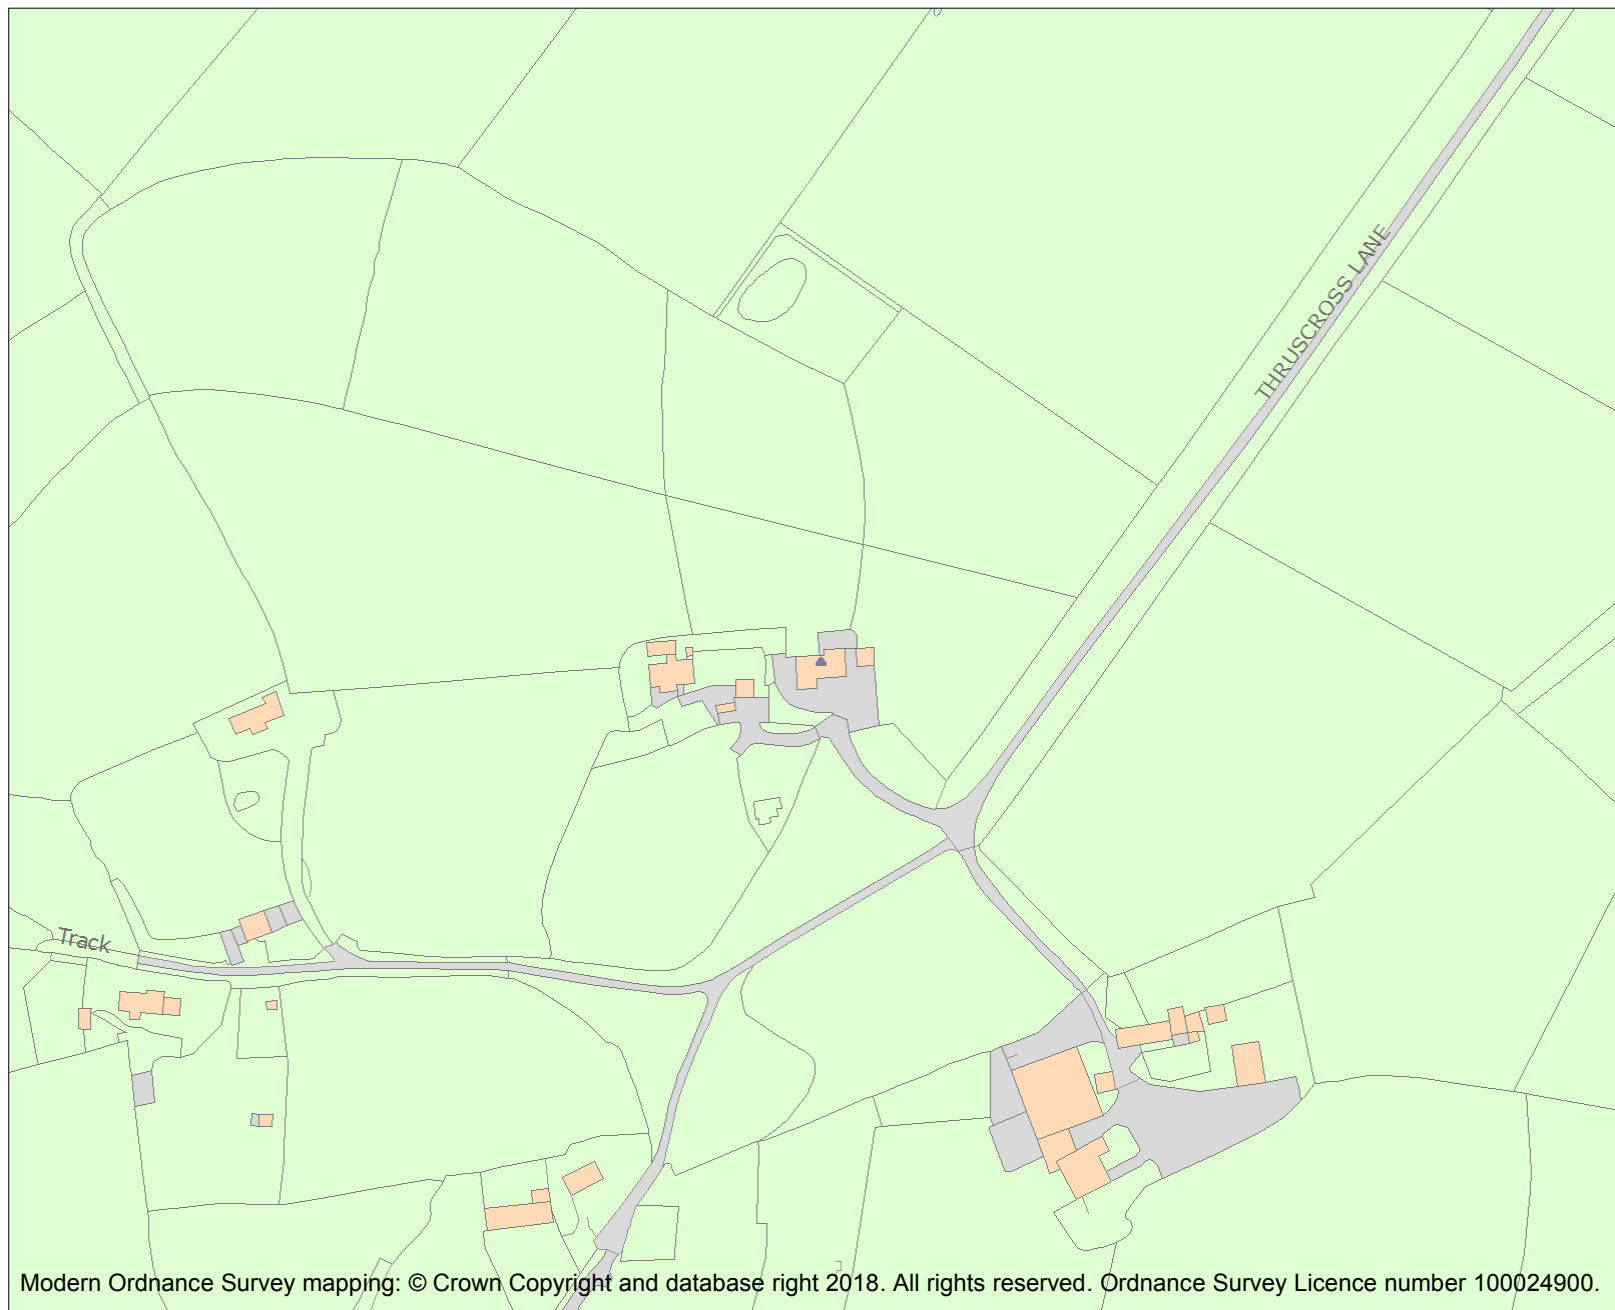 THRUSCROSS LANE
Track
Modern Ordnance Survey mapping: © Crown Copyright and database right 2018. All rights reserved. Ordnance Survey Licence number 100024900.